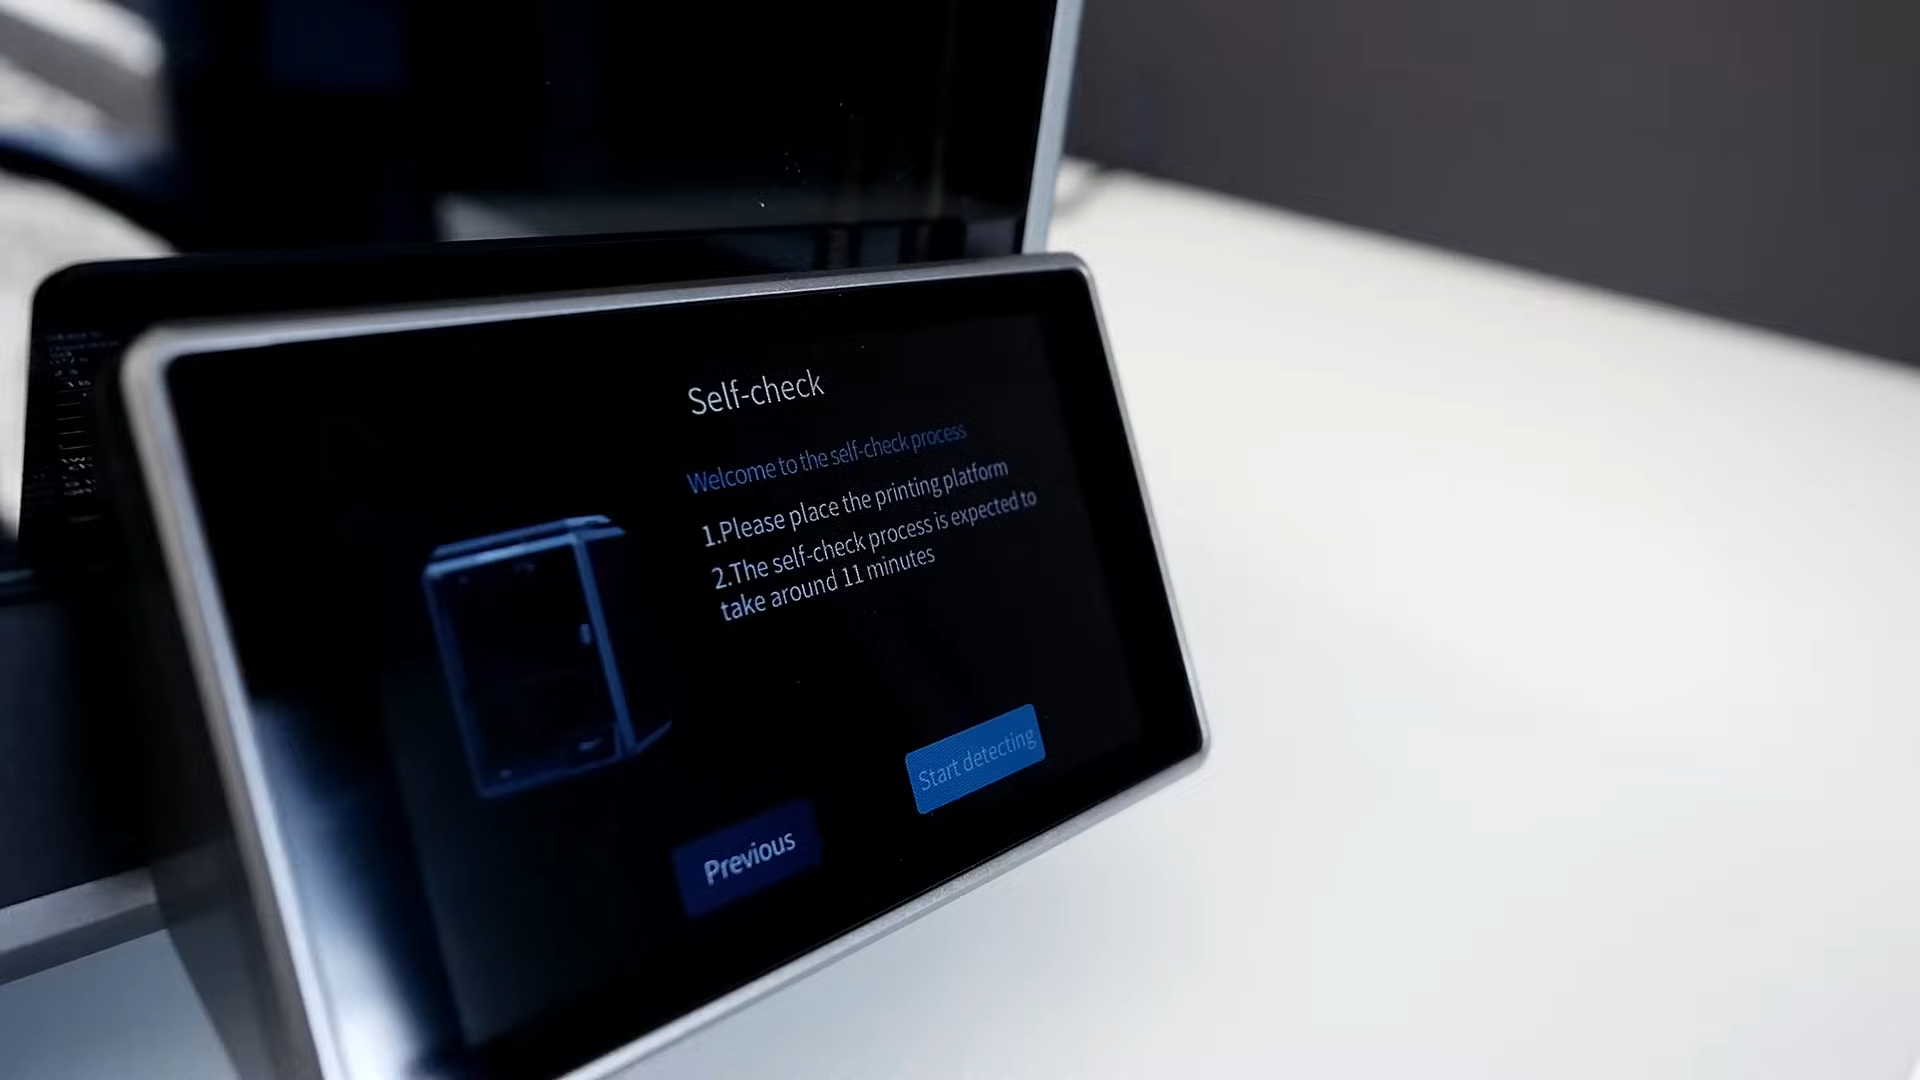 Self-check
Welcome to the self-check process
1.Please place the printing platform
2.The self-check process is expected to
take around 11 minutes
Start detecting
Previous